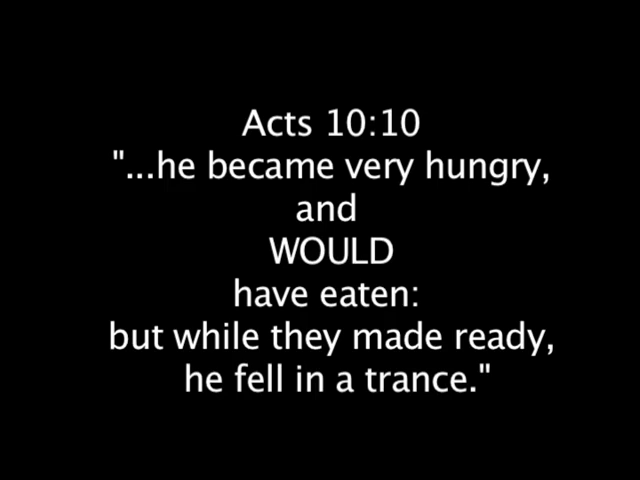 Acts 10:10
"...he became very hungry,
and
WOULD
have eaten:
but while they made ready,
he fell in a trance."